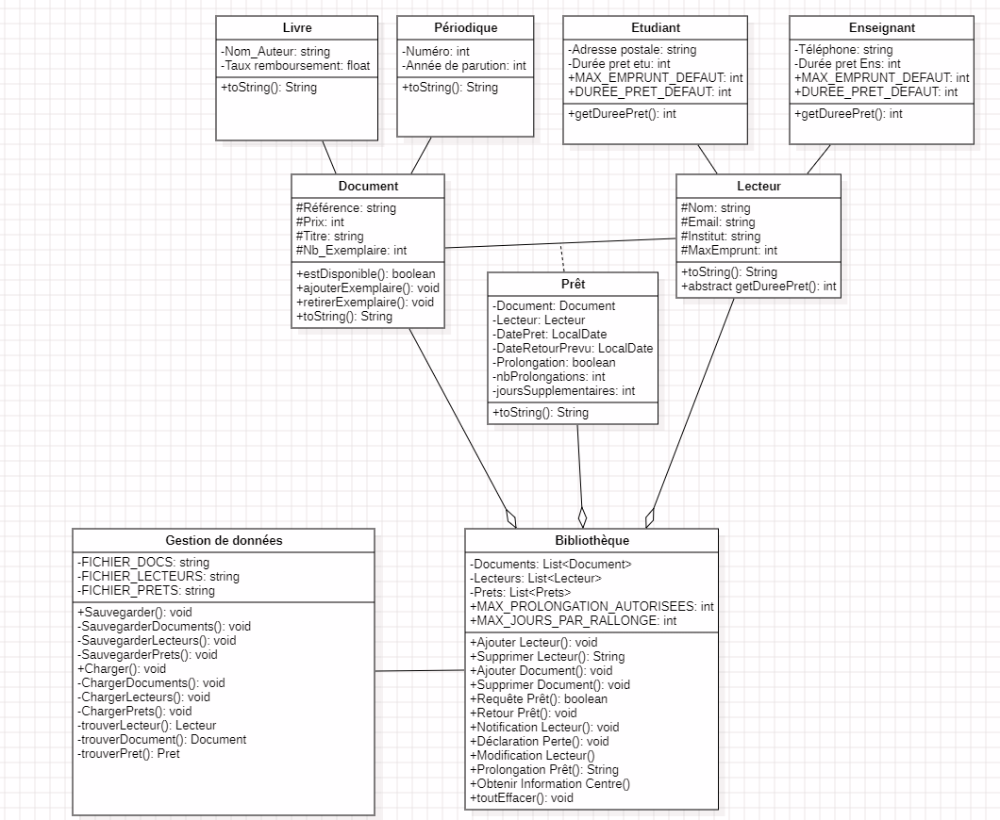 Livre
-Nom_Auteur: string
-Taux remboursement: float
+toString(): String
Périodique
-Numéro: int
-Année de parution: int
+toString(): String
Etudiant
-Adresse postale: string
-Durée pret etu: int
+MAX_EMPRUNT_DEFAUT: int
+DUREE_PRET_DEFAUT: int
+getDureePret(): int
Enseignant
-Téléphone: string
-Durée pret Ens: int
+MAX_EMPRUNT_DEFAUT: int
+DUREE_PRET_DEFAUT: int
+getDureePret(): int
Document
#Référence: string
#Prix: int
#Titre: string
#Nb_Exemplaire: int
+estDisponible(): boolean
+ajouterExemplaire(): void
+retirerExemplaire(): void
+toString(): String
Lecteur
#Nom: string
#Email: string
#Institut: string
#MaxEmprunt: int
+toString(): String
+abstract getDureePret(): int
Prêt
-Document: Document
-Lecteur: Lecteur
-DatePret: LocalDate
-DateRetourPrevu: LocalDate
-Prolongation: boolean
-nbProlongations: int
-joursSupplementaires: int
+toString(): String
Gestion de données
-FICHIER_DOCS: string
-FICHIER_LECTEURS: string
-FICHIER_PRETS: string
+Sauvegarder(): void
-SauvegarderDocuments(): void
-SauvegarderLecteurs(): void
-SauvegarderPrets(): void
+Charger(): void
-ChargerDocuments(): void
-ChargerLecteurs(): void
-ChargerPrets(): void
-trouverLecteur(): Lecteur
-trouverDocument(): Document
-trouverPret(): Pret
Bibliothèque
-Documents: List<Document>
-Lecteurs: List<Lecteur>
-Prets: List<Prets>
+MAX_PROLONGATION_AUTORISEES: int
+MAX_JOURS_PAR_RALLONGE: int
+Ajouter Lecteur(): void
+Supprimer Lecteur(): String
+Ajouter Document(): void
+Supprimer Document(): void
+Requête Prêt(): boolean
+Retour Prêt(): void
+Notification Lecteur(): void
+Déclaration Perte(): void
+Modification Lecteur()
+Prolongation Prêt(): String
+Obtenir Information Centre()
+toutEffacer(): void